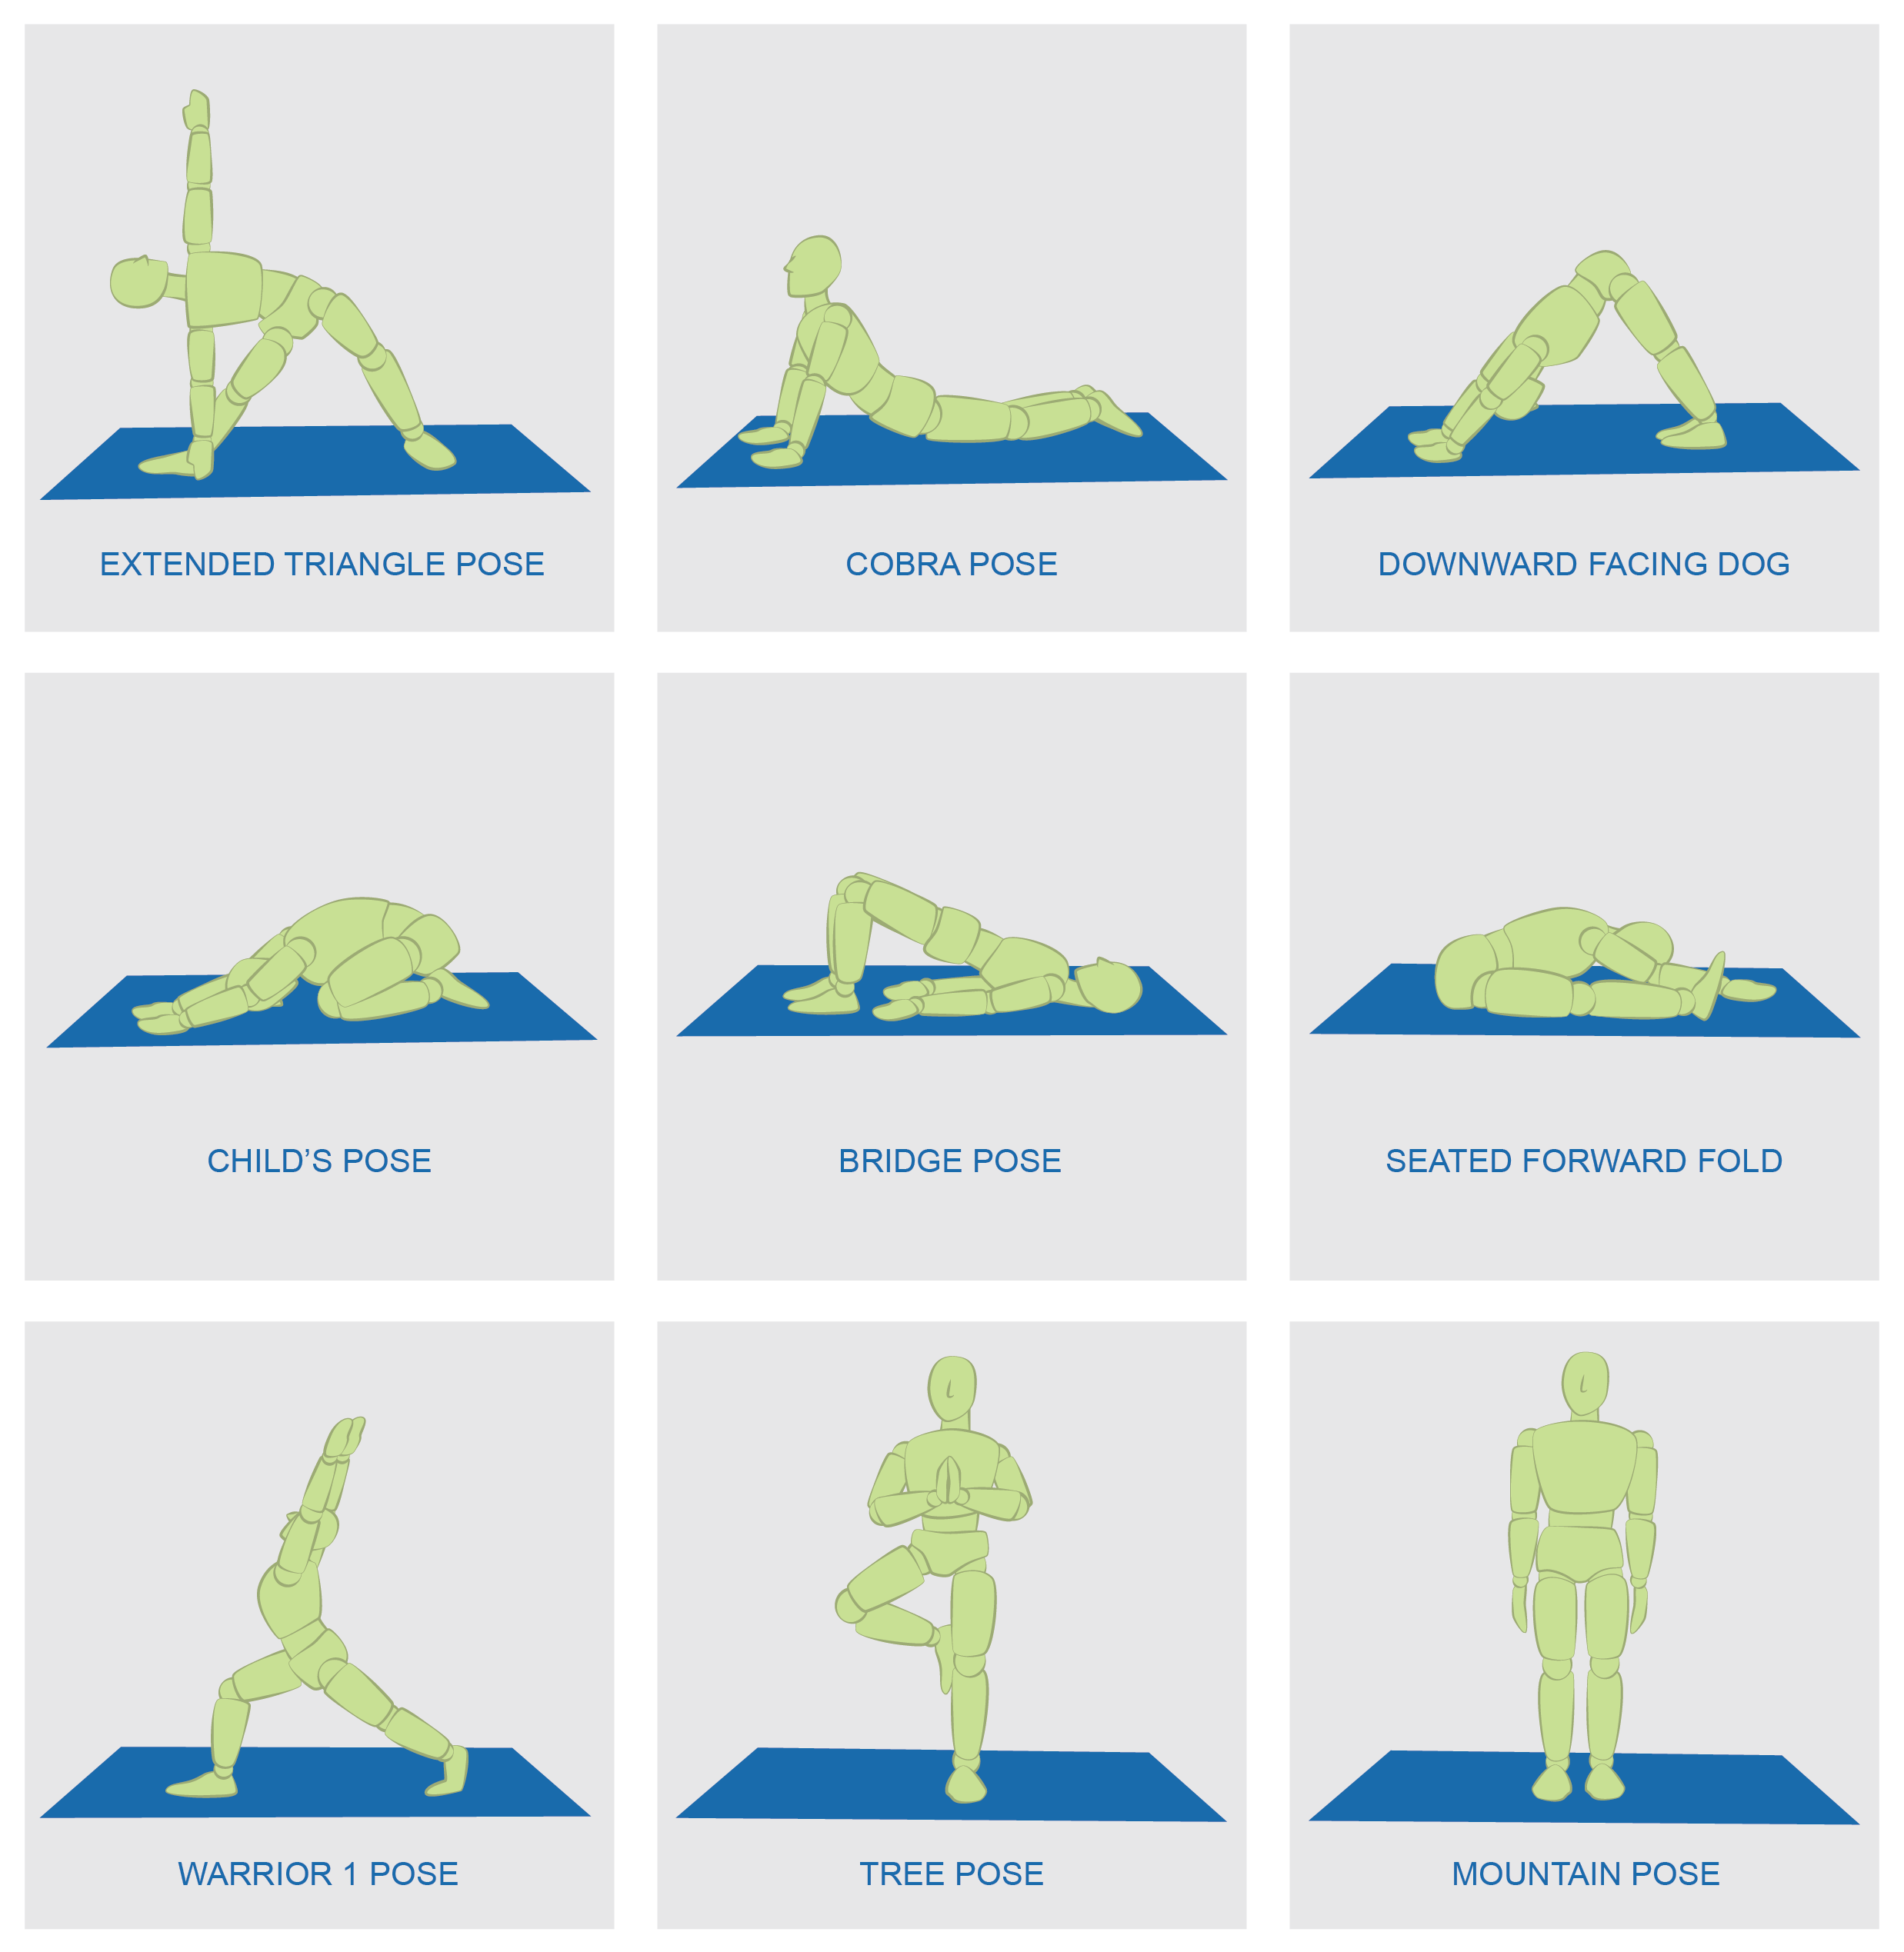 EXTENDED TRIANGLE POSE
COBRA POSE
DOWNWARD FACING DOG
CHILD’S POSE
BRIDGE POSE
SEATED FORWARD FOLD
WARRIOR 1 POSE
TREE POSE
MOUNTAIN POSE